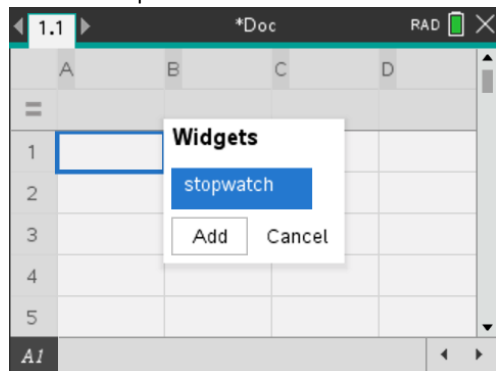 1.1 *Doc RAD
A B C D
=
1
2
3
4
5
Widgets
stopwatch
Add Cancel
A1